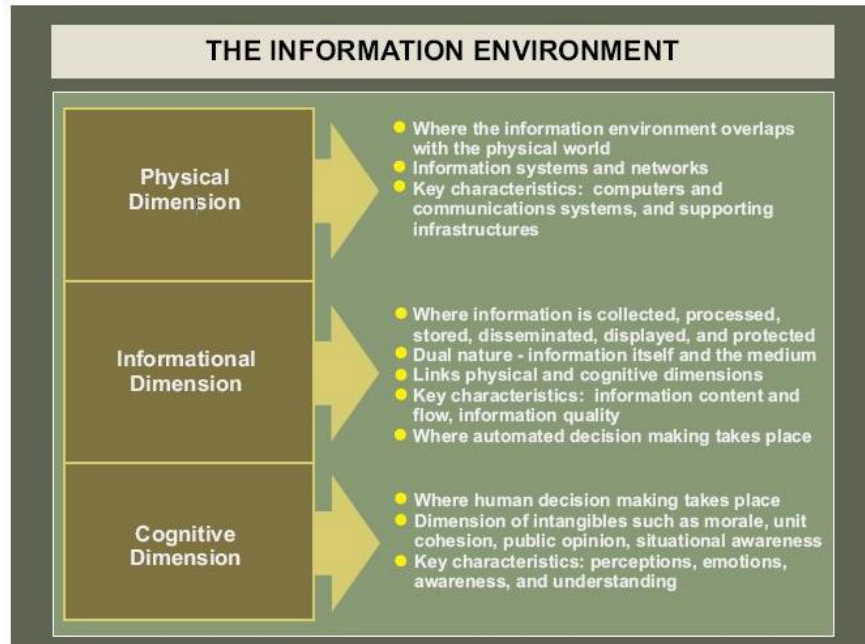 THE INFORMATION ENVIRONMENT
Physical
Dimension
Where the information environment overlaps
with the physical world
Information systems and networks
Key characteristics: computers and
communications systems, and supporting
infrastructures
Informational
Dimension
Where information is collected, processed,
stored, disseminated, displayed, and protected
Dual nature - information itself and the medium
Links physical and cognitive dimensions
Key characteristics: information content and
flow, information quality
Where automated decision making takes place
Cognitive
Dimension
Where human decision making takes place
Dimension of intangibles such as morale, unit
cohesion, public opinion, situational awareness
Key characteristics: perceptions, emotions,
awareness, and understanding